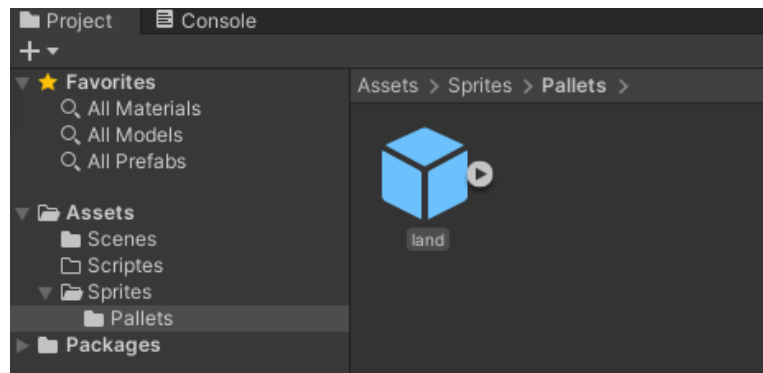 Project Console
Favorites
All Materials
All Models
All Prefabs
Assets
Scenes
Scriptes
Sprites
Pallets
Packages
Assets > Sprites > Pallets >
land